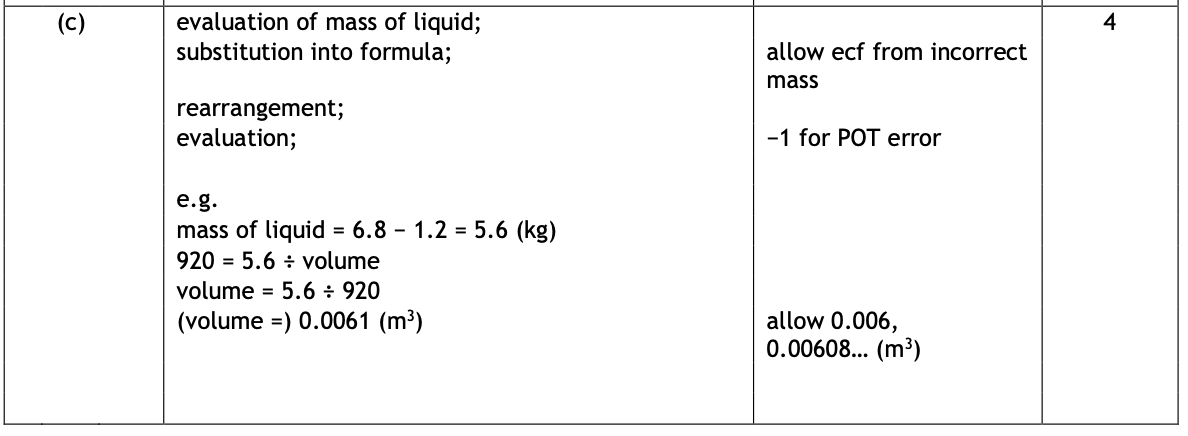 (c) evaluation of mass of liquid; 4
substitution into formula; allow ecf from incorrect
mass
rearrangement;
evaluation; −1 for POT error
e.g.
mass of liquid = 6.8 − 1.2 = 5.6 (kg)
920 = 5.6 ÷ volume
volume = 5.6 ÷ 920
(volume =) 0.0061 (m³) allow 0.006,
0.00608... (m³)